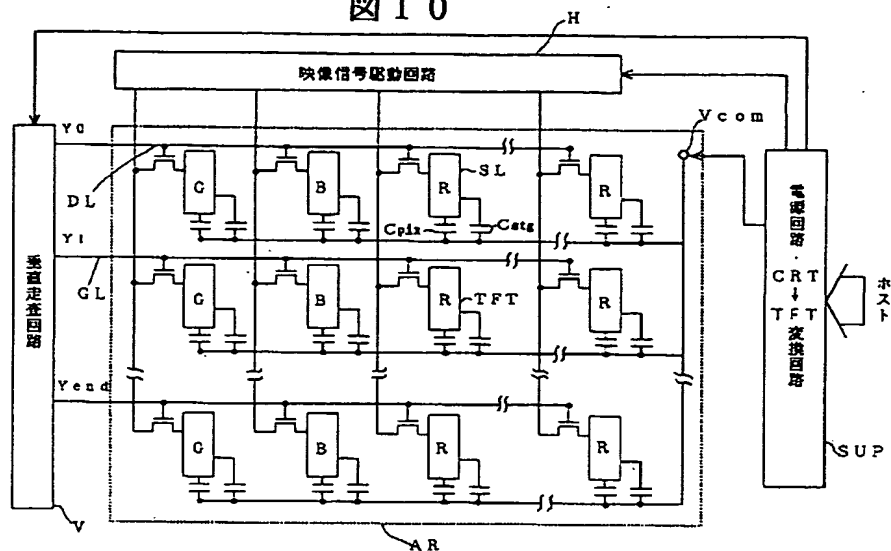 図10
H
映像信号駆動回路
Vcom
Y0
DL
G
B
R
SL
R
Cpix
Cstg
Y1
GL
G
B
R
TFT
R
Yend
G
B
R
R
垂直走査回路
V
AR
電源回路・CRT→TFT変換回路
ホスト
SUP